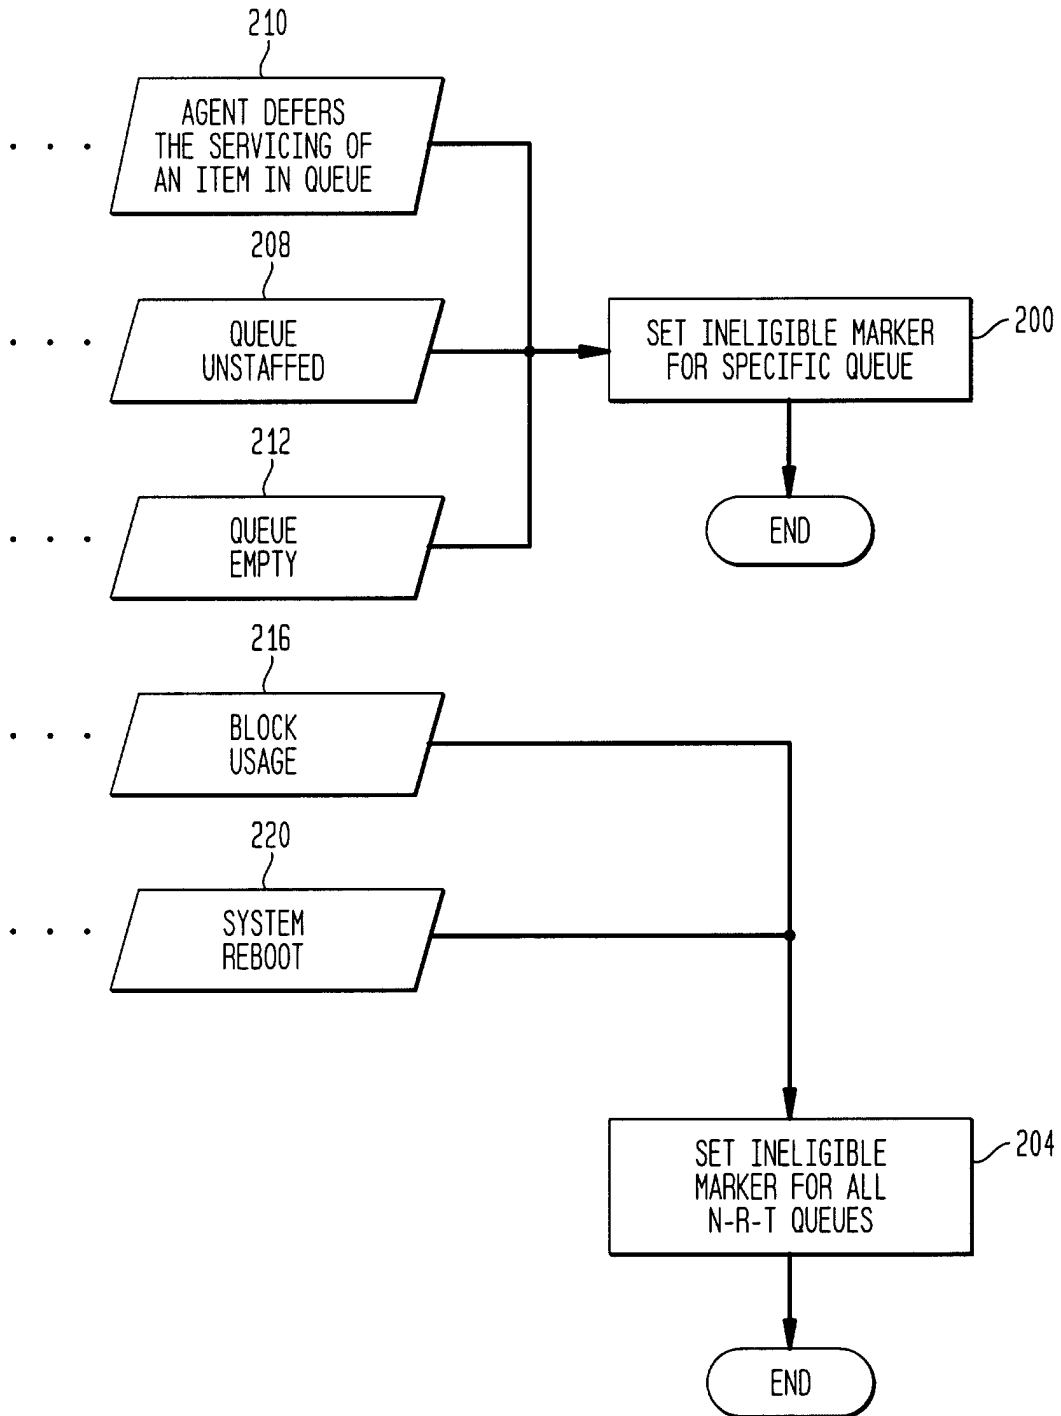 210
AGENT DEFERS
THE SERVICING OF
AN ITEM IN QUEUE
208
QUEUE
UNSTAFFED
SET INELIGIBLE MARKER
FOR SPECIFIC QUEUE
200
212
QUEUE
EMPTY
END
216
BLOCK
USAGE
220
SYSTEM
REBOOT
SET INELIGIBLE
MARKER FOR ALL
N-R-T QUEUES
204
END